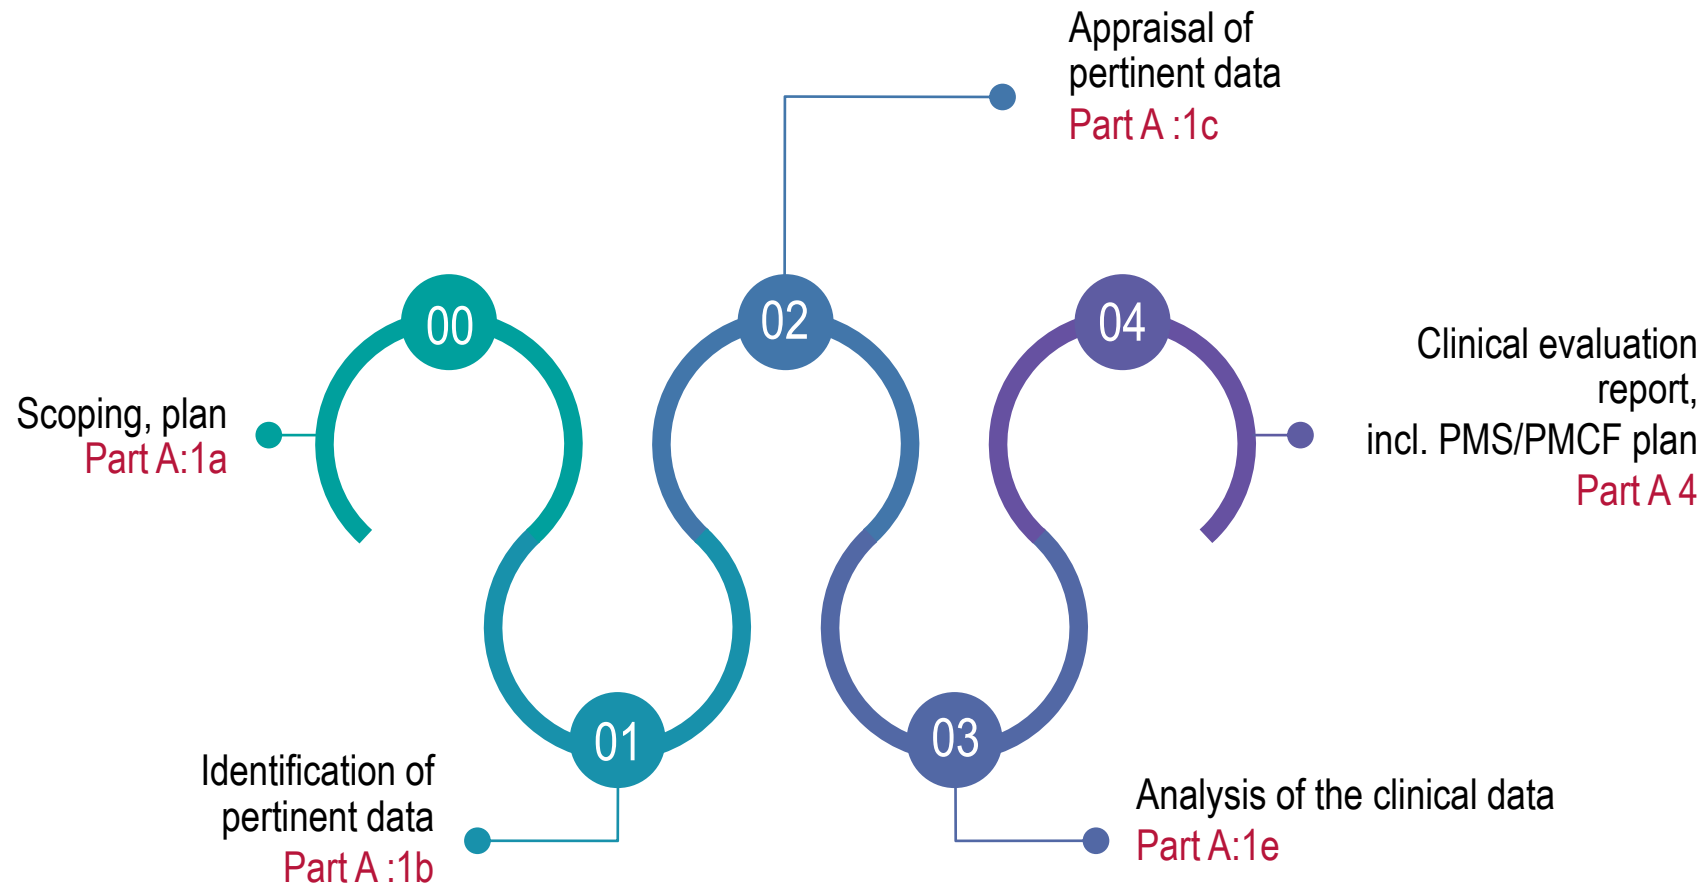 00
Scoping, plan
Part A:1a
01
Identification of
pertinent data
Part A :1b
02
Appraisal of
pertinent data
Part A :1c
03
Analysis of the clinical data
Part A:1e
04
Clinical evaluation
report,
incl. PMS/PMCF plan
Part A 4